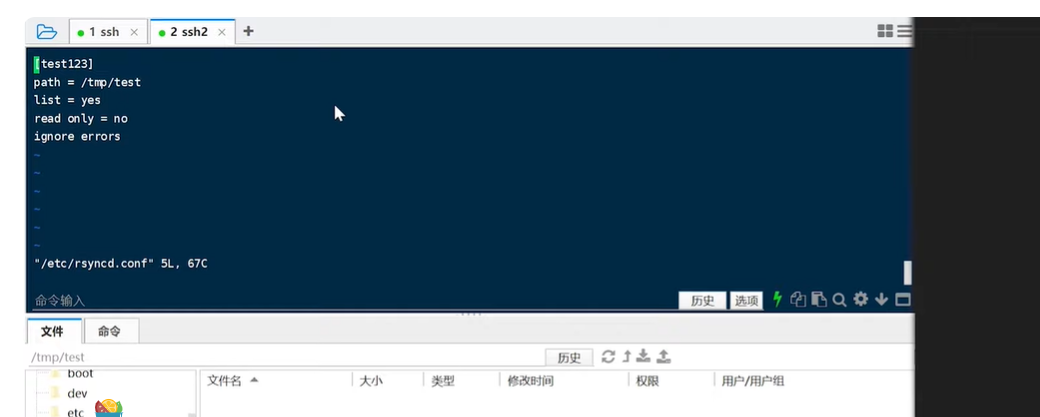 1 ssh
2 ssh2
[test123]
path = /tmp/test
list = yes
read only = no
ignore errors
~
~
~
~
~
~
"/etc/rsyncd.conf" 5L, 67C
命令输入
历史 选项
文件 命令
/tmp/test
历史
boot
文件名 大小 类型 修改时间 权限 用户/用户组
dev
etc